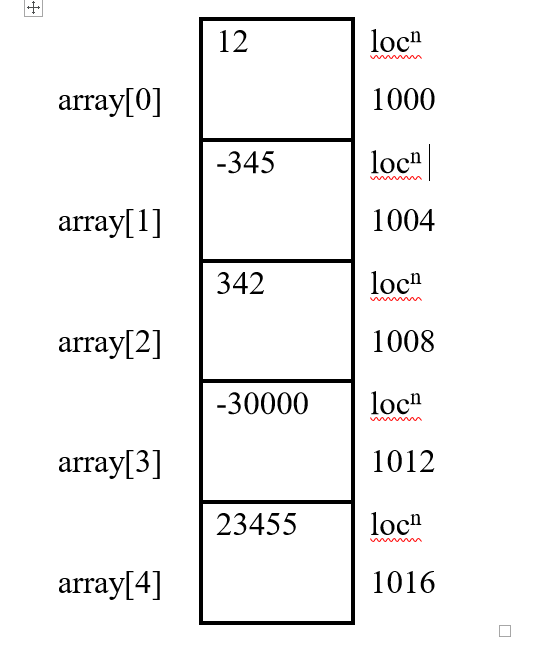 12 locⁿ
array[0] 1000
-345 locⁿ
array[1] 1004
342 locⁿ
array[2] 1008
-30000 locⁿ
array[3] 1012
23455 locⁿ
array[4] 1016